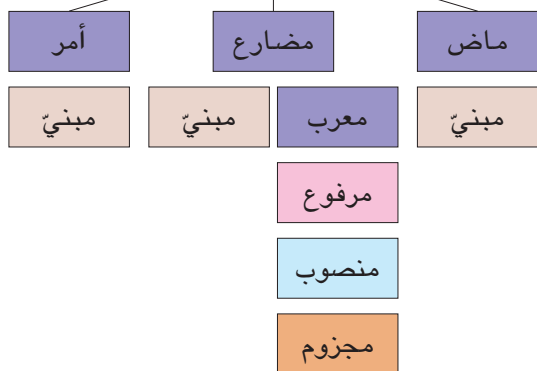 ماض مضارع أمر
مبنيّ معرب مبنيّ مبنيّ
مرفوع
منصوب
مجزوم